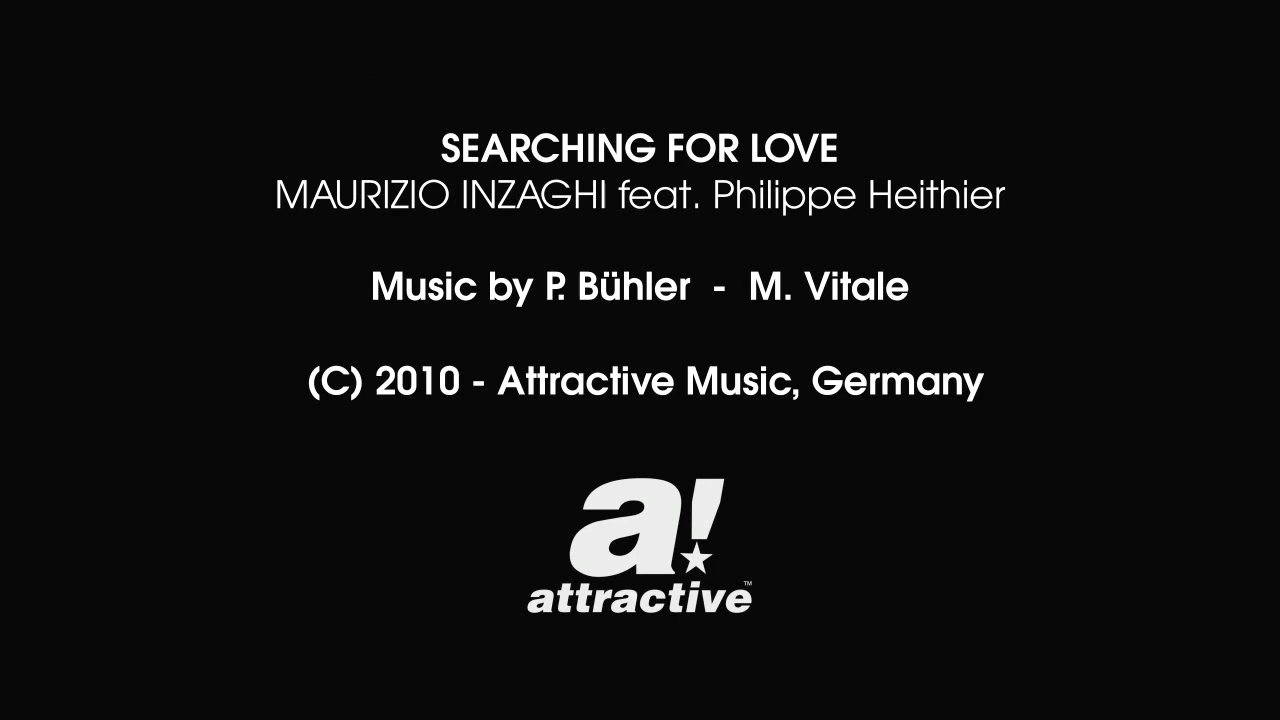 SEARCHING FOR LOVE
MAURIZIO INZAGHI feat. Philippe Heithier
Music by P. Bühler - M. Vitale
(C) 2010 - Attractive Music, Germany
a!
attractive™